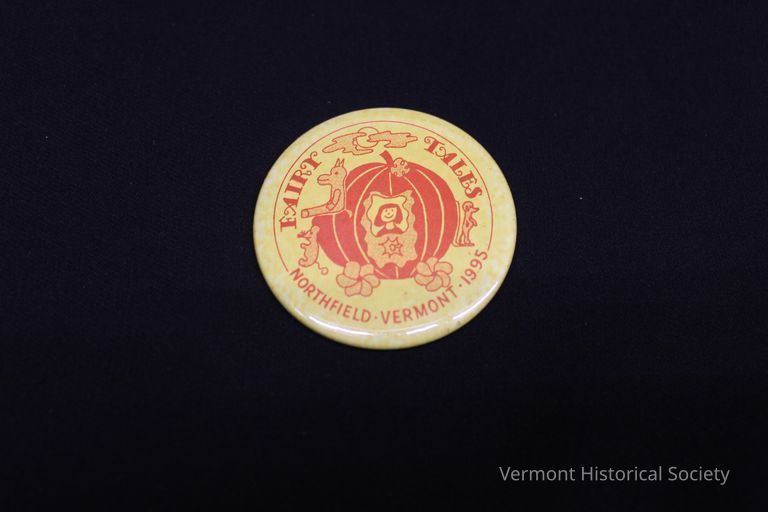 FAIRY TALES
NORTHFIELD · VERMONT · 1995
Vermont Historical Society